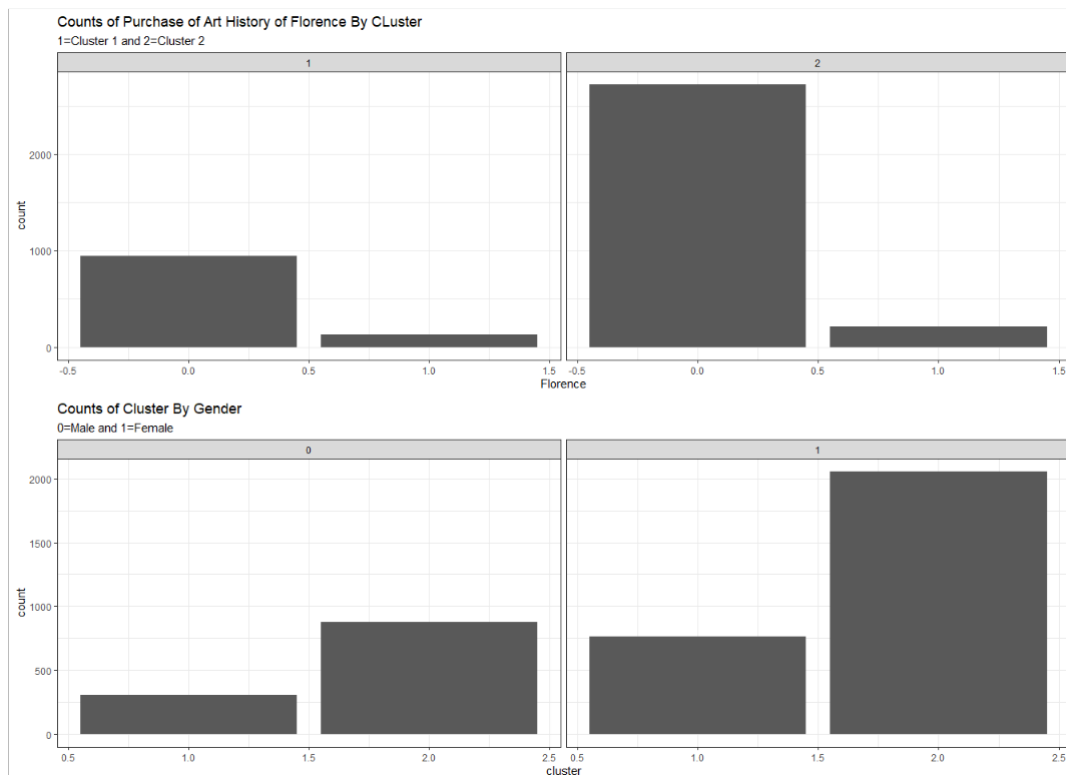 Counts of Purchase of Art History of Florence By CLuster
1=Cluster 1 and 2=Cluster 2
1 2
2000
1000
0
count
-0.5 0.0 0.5 1.0 1.5 -0.5 0.0 0.5 1.0 1.5
Florence
Counts of Cluster By Gender
0=Male and 1=Female
0 1
2000
1500
1000
500
0
count
0.5 1.0 1.5 2.0 2.5 0.5 1.0 1.5 2.0 2.5
cluster